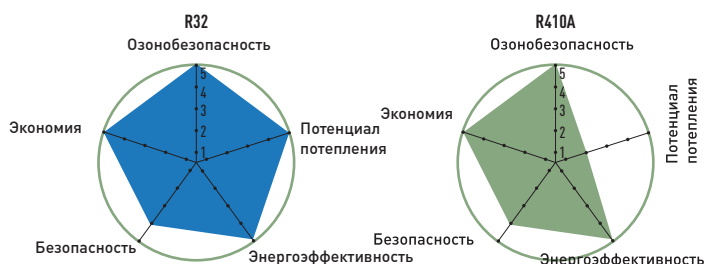 R32
Озонобезопасность
5
4
3
2
1
Экономия
Потенциал
потепления
Безопасность
Энергоэффективность
R410A
Озонобезопасность
5
4
3
2
1
Экономия
Потенциал
потепления
Безопасность
Энергоэффективность